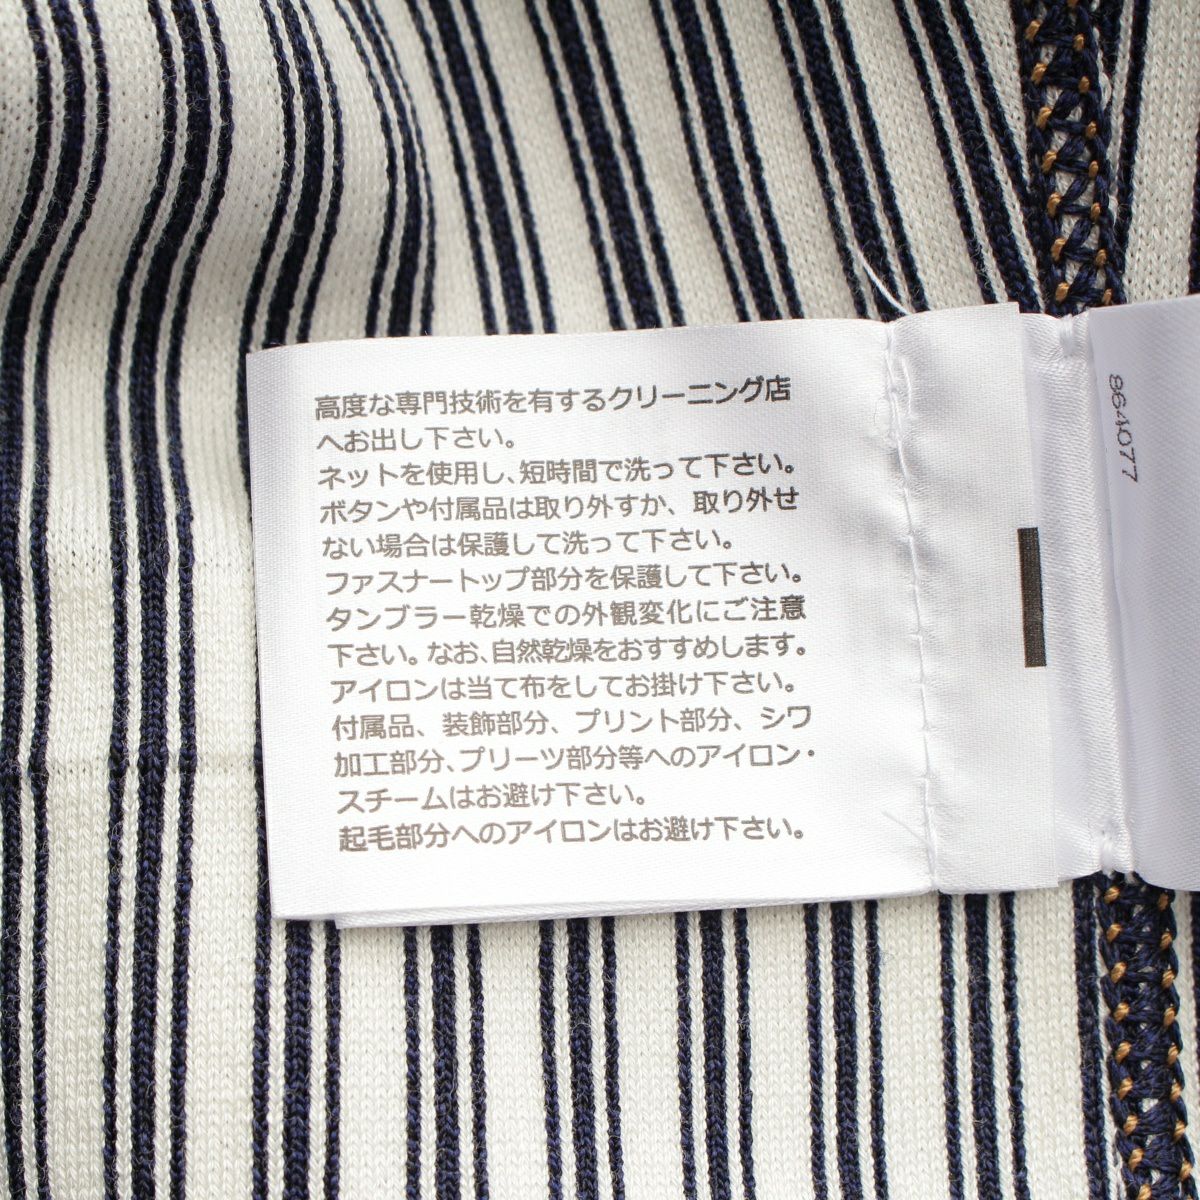 高度な専門技術を有するクリーニング店
へお出し下さい。
ネットを使用し、短時間で洗って下さい。
ボタンや付属品は取り外すか、取り外せ
ない場合は保護して洗って下さい。
ファスナートップ部分を保護して下さい。
タンブラー乾燥での外観変化にご注意
下さい。なお、自然乾燥をおすすめします。
アイロンは当て布をしてお掛け下さい。
付属品、装飾部分、プリント部分、シワ
加工部分、プリーツ部分等へのアイロン・
スチームはお避け下さい。
起毛部分へのアイロンはお避け下さい。
864077